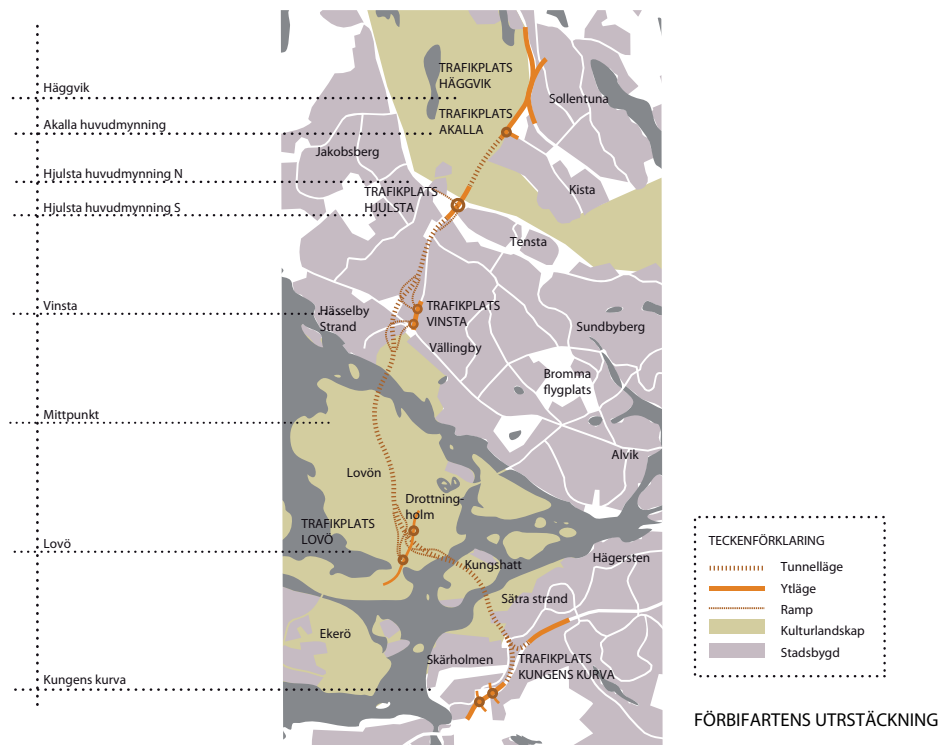 Häggvik
Akalla huvudmynning
Hjulsta huvudmynning N
Hjulsta huvudmynning S
Vinsta
Mittpunkt
Lovö
Kungens kurva
TRAFIKPLATS
HÄGGVIK
Sollentuna
TRAFIKPLATS
AKALLA
Jakobsberg
Kista
TRAFIKPLATS
HJULSTA
Tensta
Hässelby
Strand
TRAFIKPLATS
VINSTA
Sundbyberg
Vällingby
Bromma
flygplats
Alvik
Lovön
Drottning-
holm
TRAFIKPLATS
LOVÖ
Kungshatt
Hägersten
Sätra strand
Ekerö
Skärholmen
TRAFIKPLATS
KUNGENS KURVA
TECKENFÖRKLARING
Tunnelläge
Ytläge
Ramp
Kulturlandskap
Stadsbygd
FÖRBIFARTENS UTRSTÄCKNING